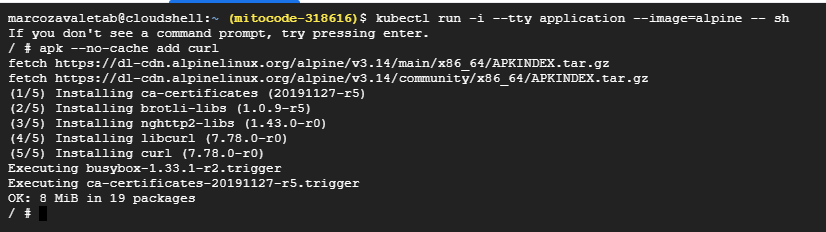 marcozavaletab@cloudshell:~ (mitocode-318616)$ kubectl run -i --tty application --image=alpine -- sh
If you don't see a command prompt, try pressing enter.
/ # apk --no-cache add curl
fetch https://dl-cdn.alpinelinux.org/alpine/v3.14/main/x86_64/APKINDEX.tar.gz
fetch https://dl-cdn.alpinelinux.org/alpine/v3.14/community/x86_64/APKINDEX.tar.gz
(1/5) Installing ca-certificates (20191127-r5)
(2/5) Installing brotli-libs (1.0.9-r5)
(3/5) Installing nghttp2-libs (1.43.0-r0)
(4/5) Installing libcurl (7.78.0-r0)
(5/5) Installing curl (7.78.0-r0)
Executing busybox-1.33.1-r2.trigger
Executing ca-certificates-20191127-r5.trigger
OK: 8 MiB in 19 packages
/ #